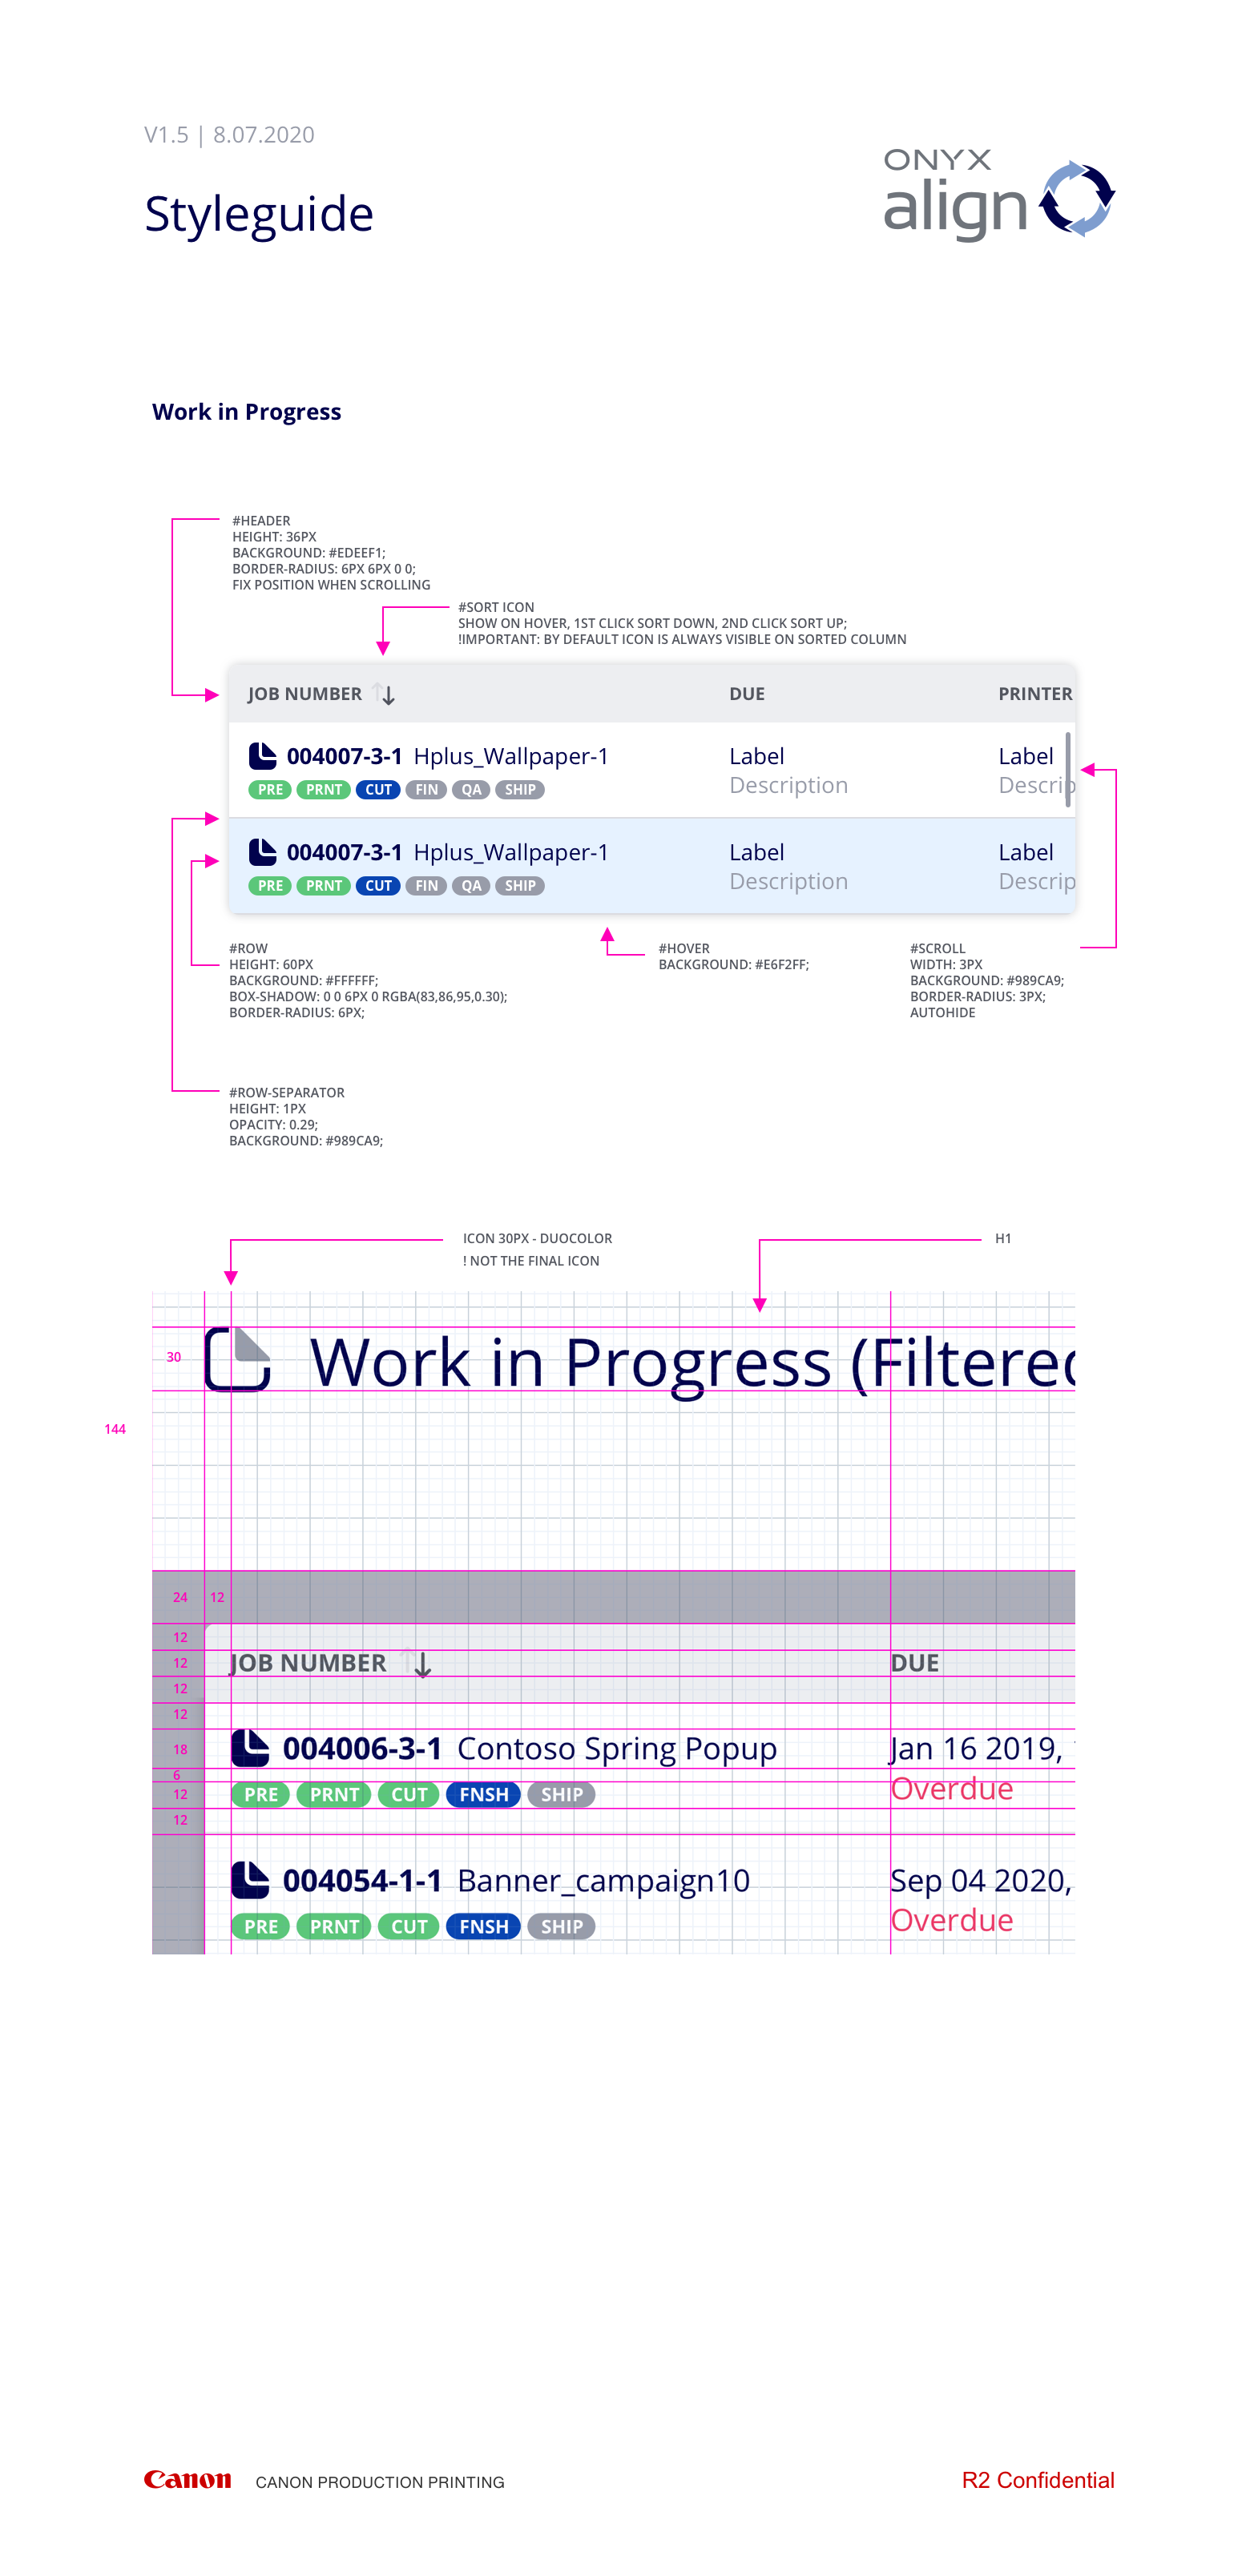 V1.5 | 8.07.2020
Styleguide
ONYX
align
Work in Progress
#HEADER
HEIGHT: 36PX
BACKGROUND: #EDEEF1;
BORDER-RADIUS: 6PX 6PX 0 0;
FIX POSITION WHEN SCROLLING
#SORT ICON
SHOW ON HOVER, 1ST CLICK SORT DOWN, 2ND CLICK SORT UP;
!IMPORTANT: BY DEFAULT ICON IS ALWAYS VISIBLE ON SORTED COLUMN
JOB NUMBER DUE PRINTER
004007-3-1 Hplus_Wallpaper-1 Label Label
PRE PRNT CUT FIN QA SHIP Description Descrip
004007-3-1 Hplus_Wallpaper-1 Label Label
PRE PRNT CUT FIN QA SHIP Description Descrip
#ROW
HEIGHT: 60PX
BACKGROUND: #FFFFFF;
BOX-SHADOW: 0 0 6PX 0 RGBA(83,86,95,0.30);
BORDER-RADIUS: 6PX;
#HOVER
BACKGROUND: #E6F2FF;
#SCROLL
WIDTH: 3PX
BACKGROUND: #989CA9;
BORDER-RADIUS: 3PX;
AUTOHIDE
#ROW-SEPARATOR
HEIGHT: 1PX
OPACITY: 0.29;
BACKGROUND: #989CA9;
ICON 30PX - DUOCOLOR
! NOT THE FINAL ICON
H1
30 Work in Progress (Filtered
144
24 12
12
12 JOB NUMBER DUE
12
12
18 004006-3-1 Contoso Spring Popup Jan 16 2019,
6
12 PRE PRNT CUT FNSH SHIP Overdue
12
004054-1-1 Banner_campaign10 Sep 04 2020,
PRE PRNT CUT FNSH SHIP Overdue
Canon CANON PRODUCTION PRINTING R2 Confidential